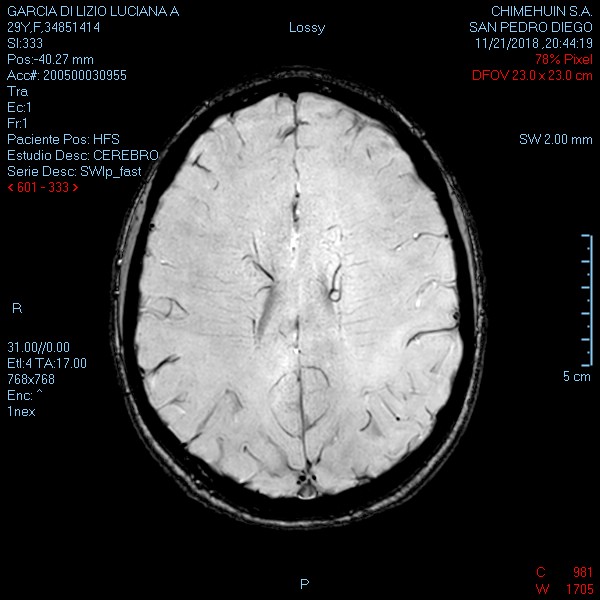 GARCIA DI LIZIO LUCIANA A
29Y,F,34851414
Sl:333
Pos:-40.27 mm
Acc#: 200500030955
Tra
Ec:1
Fr:1
Paciente Pos: HFS
Estudio Desc: CEREBRO
Serie Desc: SWIp_fast
< 601 - 333 >
Lossy
CHIMEHUIN S.A.
SAN PEDRO DIEGO
11/21/2018 ,20:44:19
78% Pixel
DFOV 23.0 x 23.0 cm
SW 2.00 mm
R
31.00//0.00
Etl:4 TA:17.00
768x768
Enc: ^
1nex
5 cm
P
C 981
W 1705